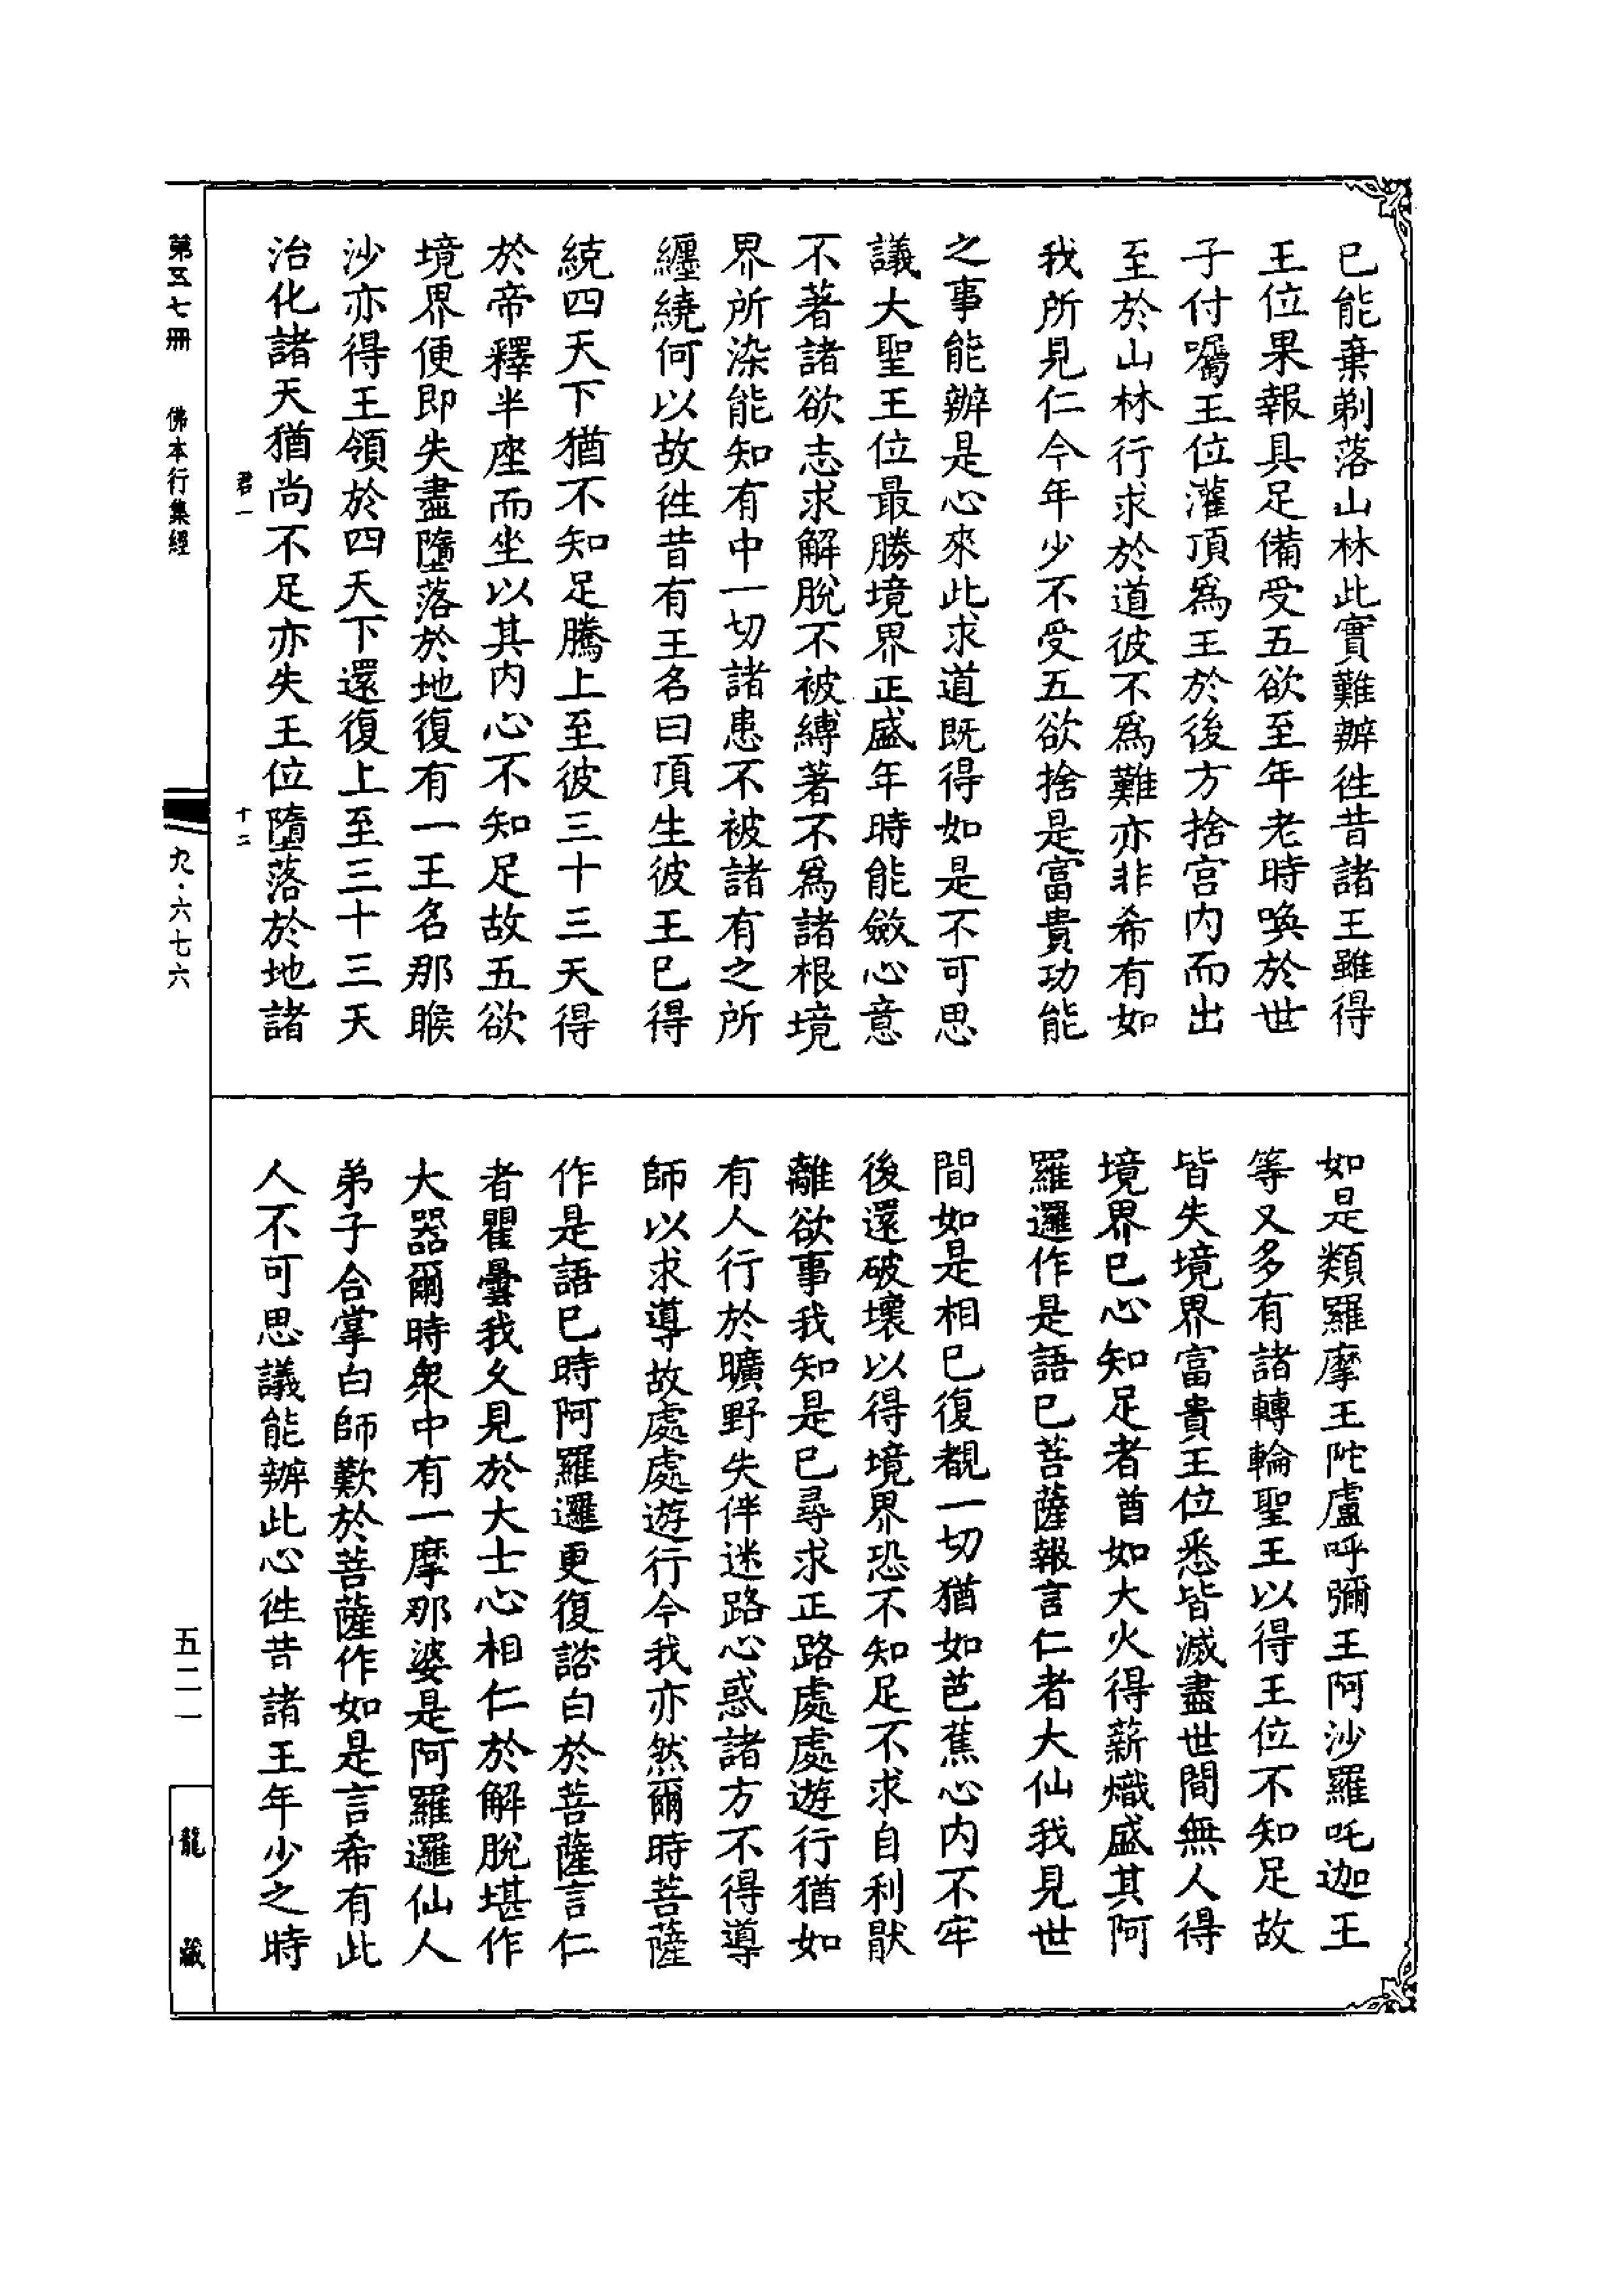 已能棄剃落山林此實難辦徃昔諸王雖得
王位果報具足備受五欲至年老時喚於世
子付囑王位灌頂爲王於後方捨宫内而出
至於山林行求於道彼不爲難亦非希有如
我所見仁今年少不受五欲捨是富貴功能
之事能辦是心來此求道既得如是不可思
議大聖王位最勝境界正盛年時能斂心意
不著諸欲志求解脫不被縛著不爲諸根境
界所染能知有中一切諸患不被諸有之所
纏繞何以故徃昔有王名曰頂生彼王已得
統四天下猶不知足騰上至彼三十三天得
於帝釋半座而坐以其内心不知足故五欲
境界便即失盡墮落於地復有一王名那睺
沙亦得王領於四天下還復上至三十三天
治化諸天猶尚不足亦失王位墮落於地諸
君一 十二
如是類羅摩王陀盧呼彌王阿沙羅吒迦王
等又多有諸轉輪聖王以得王位不知足故
皆失境界富貴王位悉皆滅盡世間無人得
境界已心知足者酋如大火得薪熾盛其阿
羅邏作是語已菩薩報言仁者大仙我見世
間如是相已復覩一切猶如芭蕉心内不牢
後還破壞以得境界恐不知足不求自利猒
離欲事我知是已尋求正路處處遊行猶如
有人行於曠野失伴迷路心惑諸方不得導
師以求導故處處遊行今我亦然爾時菩薩
作是語已時阿羅邏更復諮白於菩薩言仁
者瞿曇我久見於大士心相仁於解脫堪作
大器爾時衆中有一摩那婆是阿羅邏仙人
弟子合掌白師歎於菩薩作如是言希有此
人不可思議能辦此心徃昔諸王年少之時
第五七冊 佛本行集經
九·六七六
五二一
龍藏